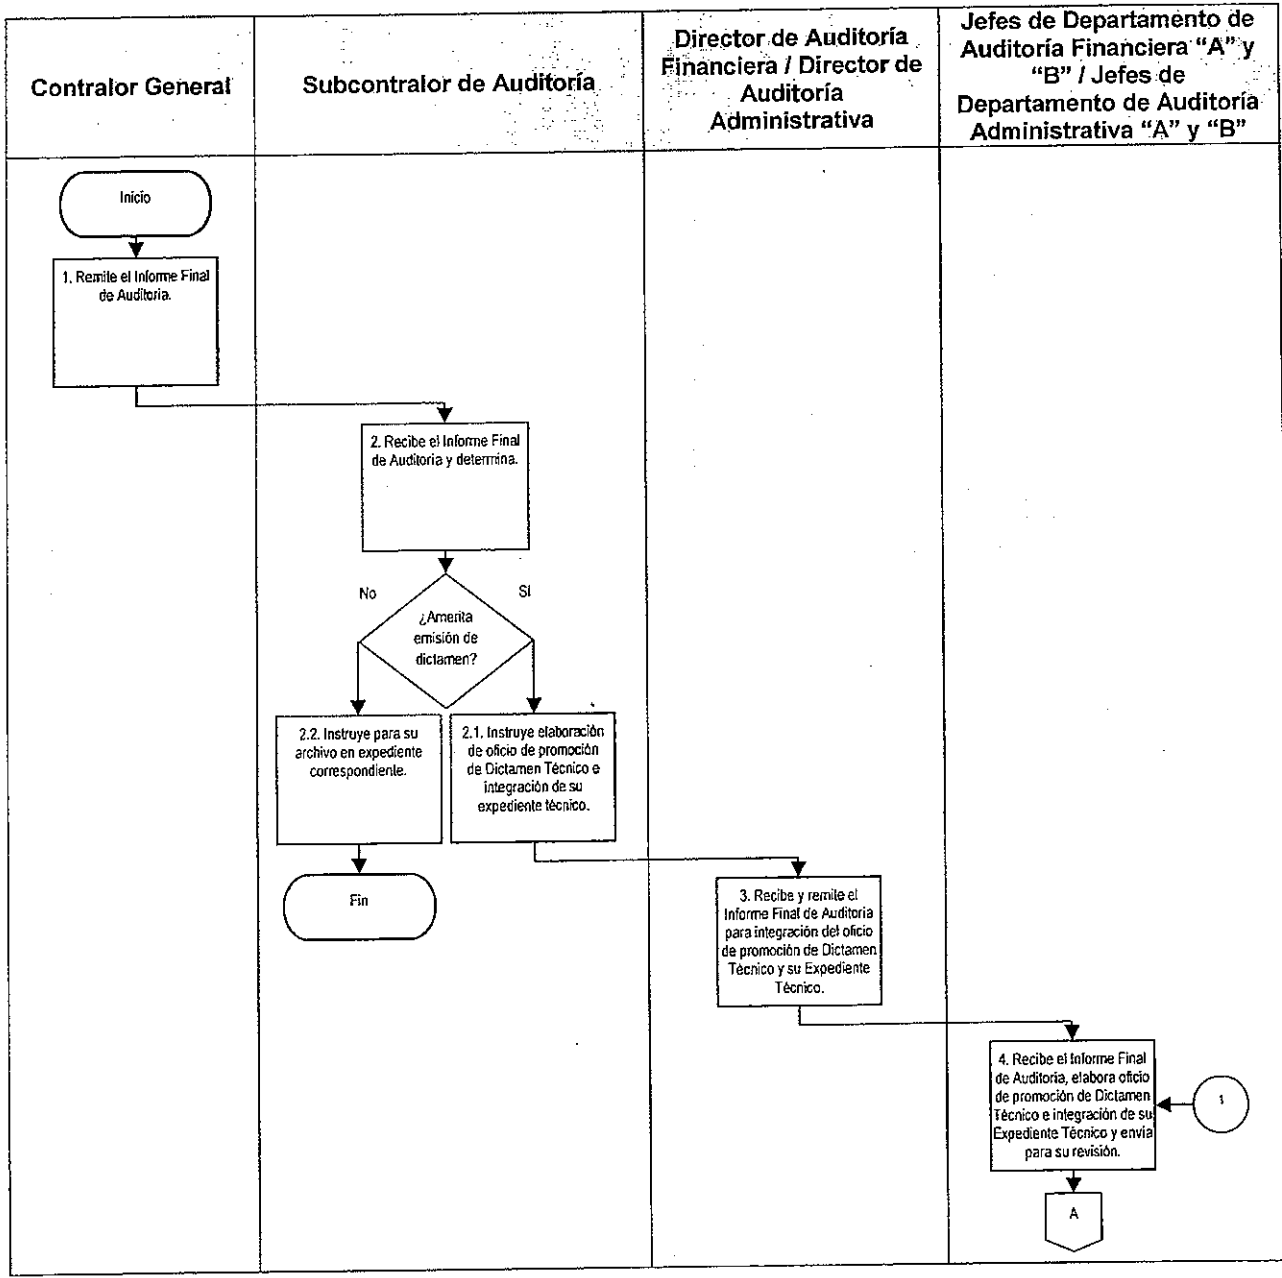 Contralor General
Subcontralor de Auditoría
Director de Auditoría
Financiera / Director de
Auditoría
Administrativa
Jefes de Departamento de
Auditoría Financiera “A” y
“B” / Jefes de
Departamento de Auditoría
Administrativa “A” y “B”
Inicio
1. Remite el Informe Final
de Auditoria.
2. Recibe el Informe Final
de Auditoria y determina.
No
Sí
¿Amerita
emisión de
dictamen?
2.2. Instruye para su
archivo en expediente
correspondiente.
2.1. Instruye elaboración
de oficio de promoción
de Dictamen Técnico e
integración de su
expediente técnico.
Fin
3. Recibe y remite el
Informe Final de Auditoria
para integración del oficio
de promoción de Dictamen
Técnico y su Expediente
Técnico.
4. Recibe el Informe Final
de Auditoria, elabora oficio
de promoción de Dictamen
Técnico e integración de su
Expediente Técnico y envía
para su revisión.
1
A